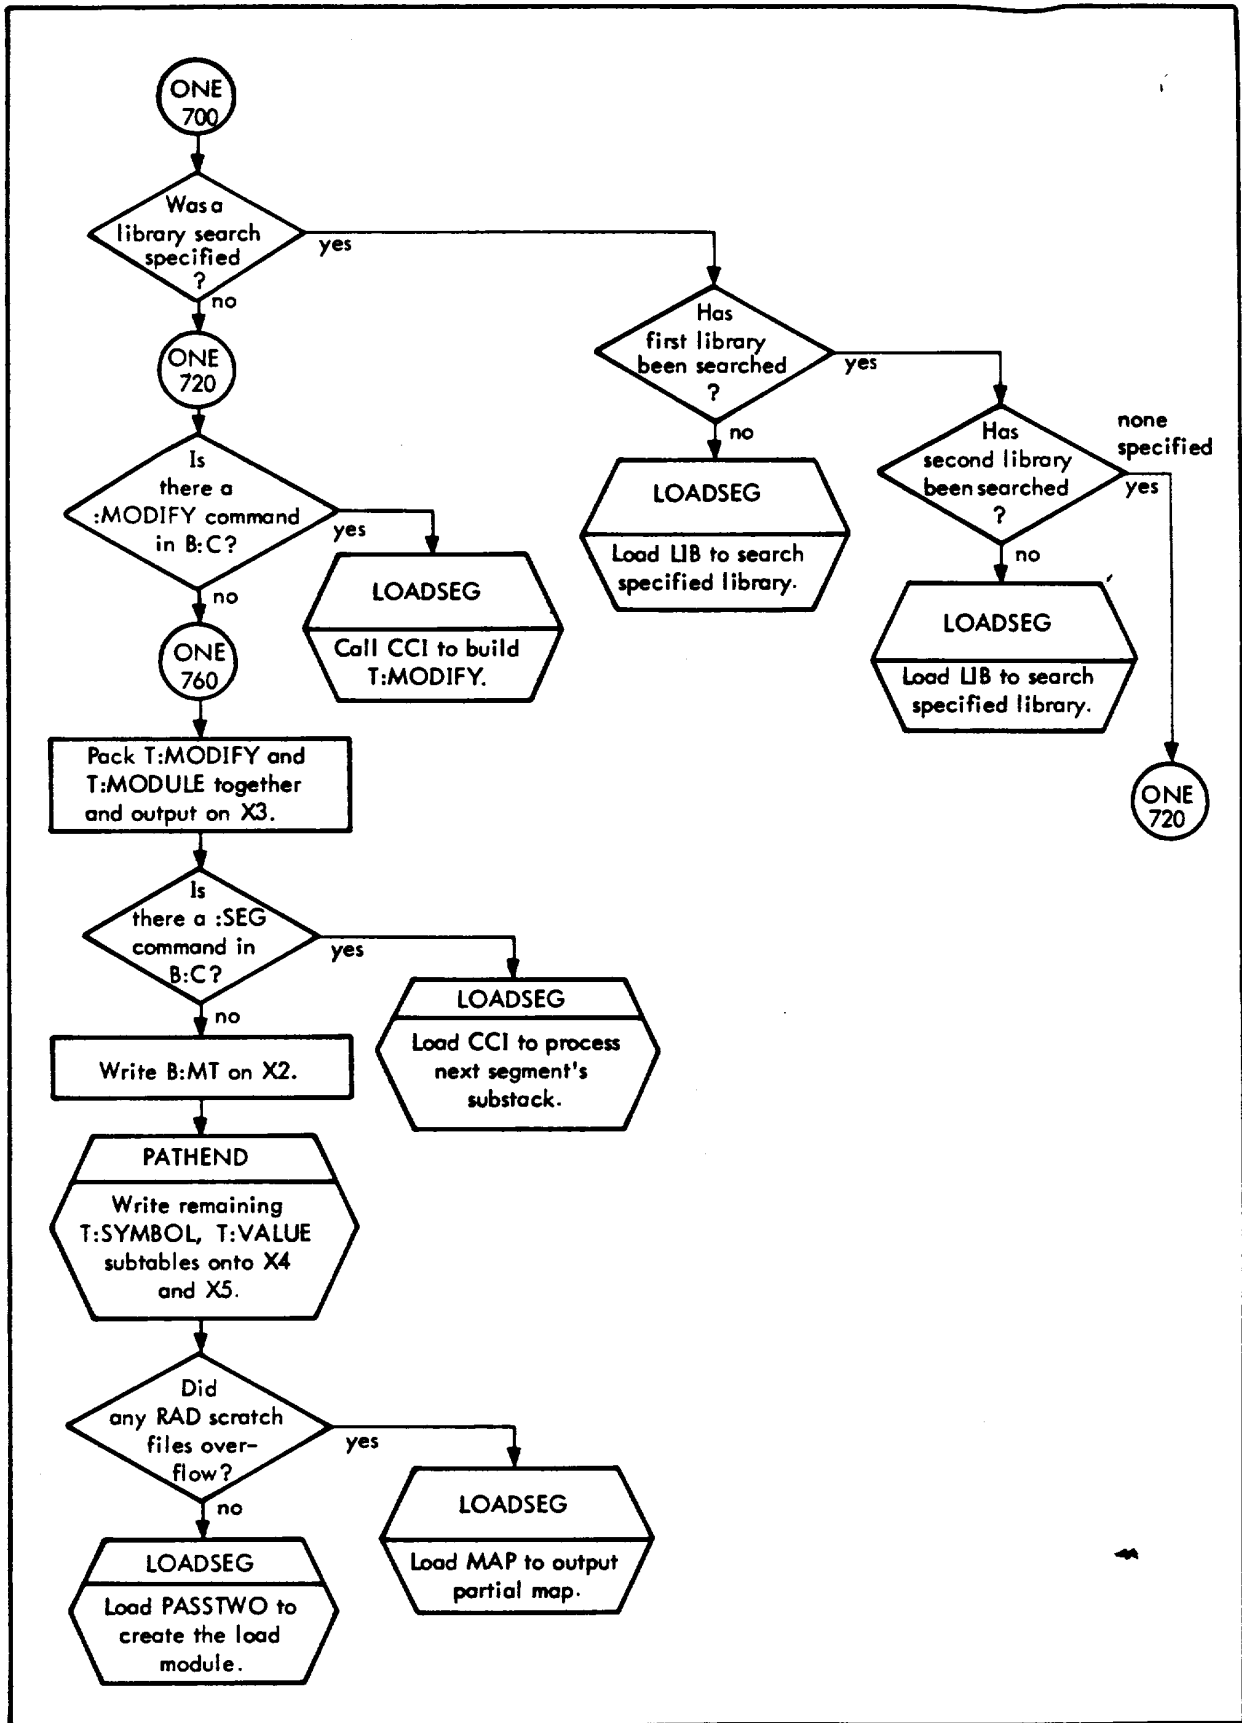 ONE
700
Was a
library search
specified
?
yes
no
Has
first library
been searched
?
yes
no
ONE
720
Has
second library
been searched
?
none
specified
yes
no
LOADSEG
Load LIB to search
specified library.
Is
there a
:MODIFY command
in B:C?
yes
no
LOADSEG
Call CCI to build
T:MODIFY.
LOADSEG
Load LIB to search
specified library.
ONE
760
ONE
720
Pack T:MODIFY and
T:MODULE together
and output on X3.
Is
there a :SEG
command in
B:C?
yes
no
LOADSEG
Load CCI to process
next segment's
substack.
Write B:MT on X2.
PATHEND
Write remaining
T:SYMBOL, T:VALUE
subtables onto X4
and X5.
Did
any RAD scratch
files over-
flow?
yes
no
LOADSEG
Load MAP to output
partial map.
LOADSEG
Load PASSTWO to
create the load
module.